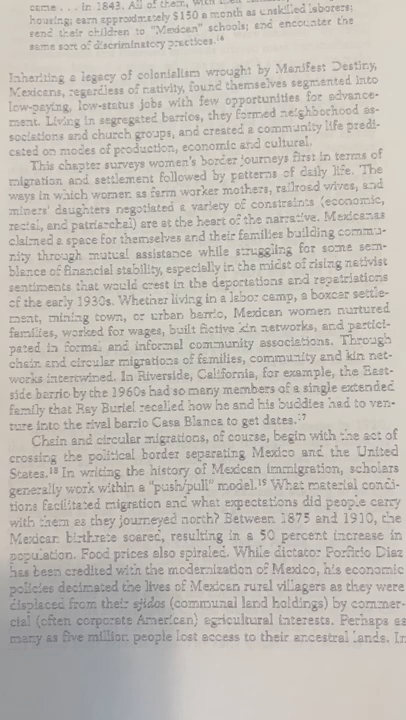 came . . . in 1843. All of them, with their
housing; earn approximately $150 a month as unskilled laborers;
send their children to "Mexican" schools; and encounter the
same sort of discriminatory practices.16
Inheriting a legacy of colonialism wrought by Manifest Destiny,
Mexicans, regardless of nativity, found themselves segmented into
low-paying, low-status jobs with few opportunities for advance-
ment. Living in segregated barrios, they formed neighborhood as-
sociations and church groups, and created a community life predi-
cated on modes of production, economic and cultural.
This chapter surveys women's border journeys first in terms of
migration and settlement followed by patterns of daily life. The
ways in which women as farm worker mothers, railroad wives, and
miners' daughters negotiated a variety of constraints (economic,
racial, and patriarchal) are at the heart of the narrative. Mexicanas
claimed a space for themselves and their families building commu-
nity through mutual assistance while struggling for some sem-
blance of financial stability, especially in the midst of rising nativist
sentiments that would crest in the deportations and repatriations
of the early 1930s. Whether living in a labor camp, a boxcar settle-
ment, mining town, or urban barrio, Mexican women nurtured
families, worked for wages, built fictive kin networks, and partici-
pated in formal and informal community associations. Through
chain and circular migrations of families, community and kin net-
works intertwined. In Riverside, California, for example, the East-
side barrio by the 1960s had so many members of a single extended
family that Ray Buriel recalled how he and his buddies had to ven-
ture into the rival barrio Casa Blanca to get dates.17
Chain and circular migrations, of course, begin with the act of
crossing the political border separating Mexico and the United
States.18 In writing the history of Mexican immigration, scholars
generally work within a "push/pull" model.19 What material condi-
tions facilitated migration and what expectations did people carry
with them as they journeyed north? Between 1875 and 1910, the
Mexican birthrate soared, resulting in a 50 percent increase in
population. Food prices also spiraled. While dictator Porfirio Díaz
has been credited with the modernization of Mexico, his economic
policies decimated the lives of Mexican rural villagers as they were
displaced from their ejidos (communal land holdings) by commer-
cial (often corporate American) agricultural interests. Perhaps as
many as five million people lost access to their ancestral lands. In